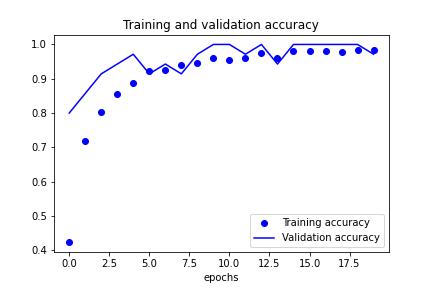 Training and validation accuracy
1.0
0.9
0.8
0.7
0.6
0.5
0.4
Training accuracy
Validation accuracy
0.0 2.5 5.0 7.5 10.0 12.5 15.0 17.5
epochs